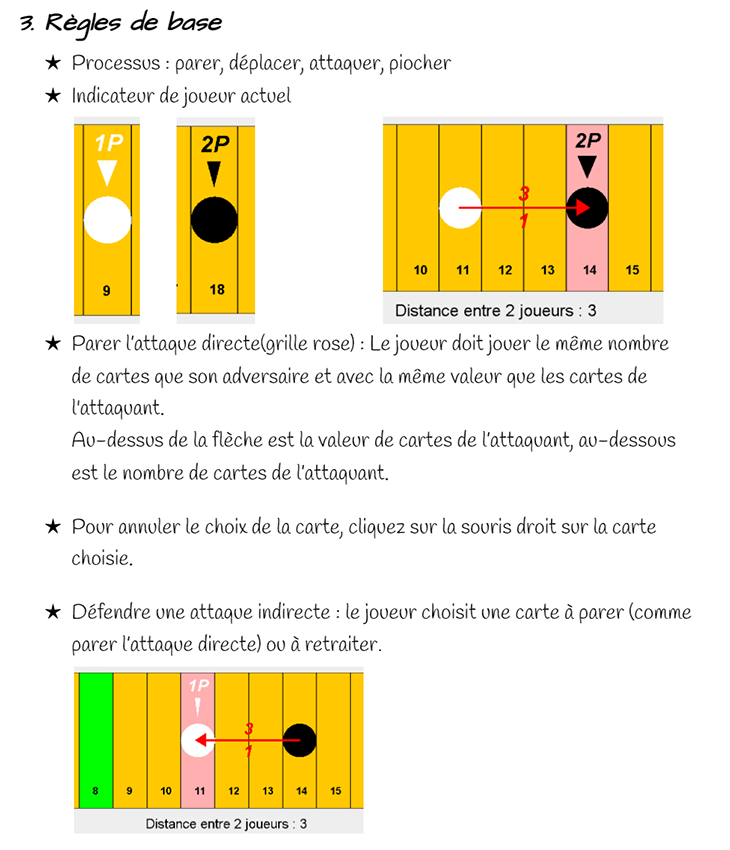 3. Règles de base
★ Processus : parer, déplacer, attaquer, piocher
★ Indicateur de joueur actuel
1P
9
2P
18
2P
3
1
10 11 12 13 14 15
Distance entre 2 joueurs : 3
★ Parer l'attaque directe(grille rose) : Le joueur doit jouer le même nombre
de cartes que son adversaire et avec la même valeur que les cartes de
l'attaquant.
Au-dessus de la flèche est la valeur de cartes de l'attaquant, au-dessous
est le nombre de cartes de l'attaquant.
★ Pour annuler le choix de la carte, cliquez sur la souris droit sur la carte
choisie.
★ Défendre une attaque indirecte : le joueur choisit une carte à parer (comme
parer l'attaque directe) ou à retraiter.
1P
3
1
8 9 10 11 12 13 14 15
Distance entre 2 joueurs : 3